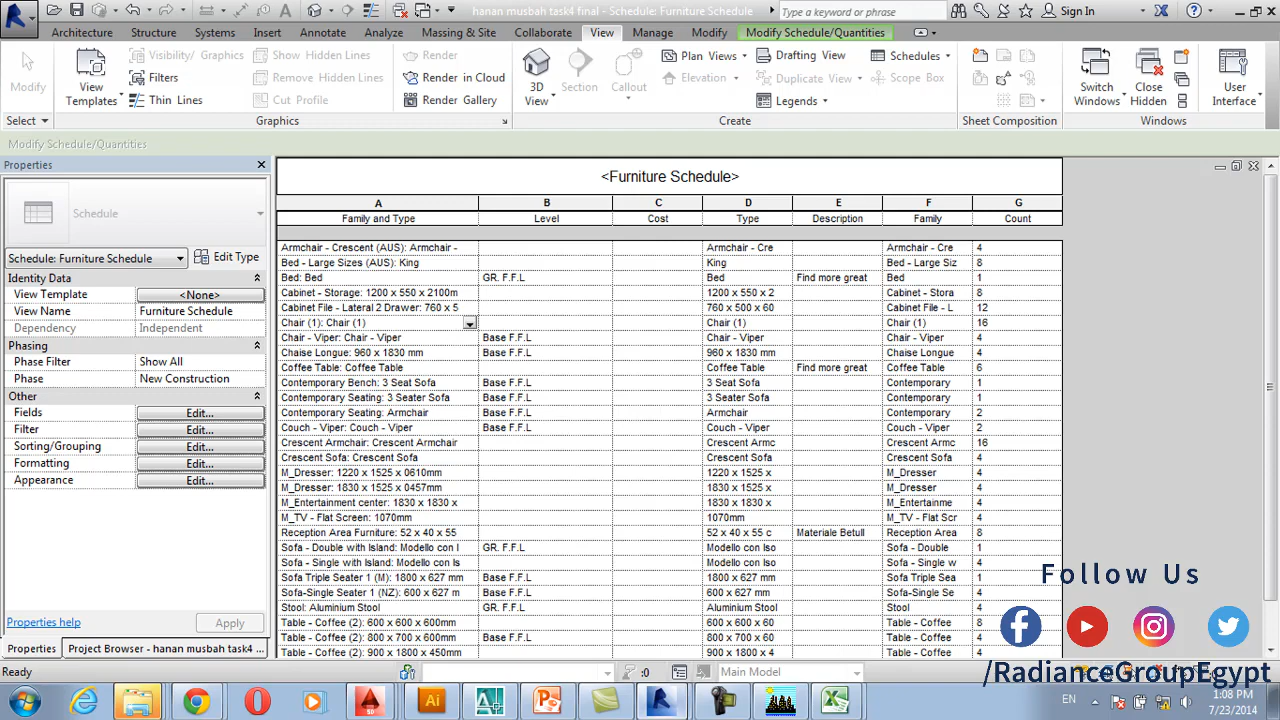 hanan musbah task4 final - Schedule: Furniture Schedule
Type a keyword or phrase
Sign In
Architecture Structure Systems Insert Annotate Analyze Massing & Site Collaborate View Manage Modify Modify Schedule/Quantities
Modify
View Templates
Visibility/ Graphics
Filters
Thin Lines
Show Hidden Lines
Remove Hidden Lines
Cut Profile
Render
Render in Cloud
Render Gallery
3D View
Section
Callout
Plan Views
Elevation
Drafting View
Duplicate View
Legends
Schedules
Scope Box
Switch Windows
Close Hidden
User Interface
Select Graphics Create Sheet Composition Windows
Modify Schedule/Quantities
Properties
Schedule
Schedule: Furniture Schedule Edit Type
Identity Data
View Template <None>
View Name Furniture Schedule
Dependency Independent
Phasing
Phase Filter Show All
Phase New Construction
Other
Fields Edit...
Filter Edit...
Sorting/Grouping Edit...
Formatting Edit...
Appearance Edit...
Properties help Apply
Properties Project Browser - hanan musbah task4 ...
<Furniture Schedule>
A B C D E F G
Family and Type Level Cost Type Description Family Count
Armchair - Crescent (AUS): Armchair - Armchair - Cre Armchair - Cre 4
Bed - Large Sizes (AUS): King King Bed - Large Siz 8
Bed: Bed GR. F.F.L Bed Find more great Bed 1
Cabinet - Storage: 1200 x 550 x 2100m 1200 x 550 x 2 Cabinet - Stora 8
Cabinet File - Lateral 2 Drawer: 760 x 5 760 x 500 x 60 Cabinet File - L 12
Chair (1): Chair (1) Chair (1) Chair (1) 16
Chair - Viper: Chair - Viper Base F.F.L Chair - Viper Chair - Viper 4
Chaise Longue: 960 x 1830 mm Base F.F.L 960 x 1830 mm Chaise Longue 4
Coffee Table: Coffee Table Coffee Table Find more great Coffee Table 6
Contemporary Bench: 3 Seat Sofa Base F.F.L 3 Seat Sofa Contemporary 1
Contemporary Seating: 3 Seater Sofa Base F.F.L 3 Seater Sofa Contemporary 1
Contemporary Seating: Armchair Base F.F.L Armchair Contemporary 2
Couch - Viper: Couch - Viper Base F.F.L Couch - Viper Couch - Viper 2
Crescent Armchair: Crescent Armchair Crescent Armc Crescent Armc 16
Crescent Sofa: Crescent Sofa Crescent Sofa Crescent Sofa 4
M_Dresser: 1220 x 1525 x 0610mm 1220 x 1525 x M_Dresser 4
M_Dresser: 1830 x 1525 x 0457mm 1830 x 1525 x M_Dresser 4
M_Entertainment center: 1830 x 1830 x 1830 x 1830 x M_Entertainme 4
M_TV - Flat Screen: 1070mm 1070mm M_TV - Flat Scr 4
Reception Area Furniture: 52 x 40 x 55 52 x 40 x 55 c Materiale Betull Reception Area 8
Sofa - Double with Island: Modello con I GR. F.F.L Modello con Iso Sofa - Double 1
Sofa - Single with Island: Modello con I Modello con Iso Sofa - Single w 4
Sofa Triple Seater 1 (M): 1800 x 627 mm Base F.F.L 1800 x 627 mm Sofa Triple Sea 1
Sofa-Single Seater 1 (NZ): 600 x 627 m Base F.F.L 600 x 627 mm Sofa-Single Se
Stool: Aluminium Stool GR. F.F.L Aluminium Stool Stool 4
Table - Coffee (2): 600 x 600 x 600mm 600 x 600 x 60 Table - Coffee 8
Table - Coffee (2): 800 x 700 x 600mm Base F.F.L 800 x 700 x 60 Table - Coffee 4
Table - Coffee (2): 900 x 1800 x 450mm 900 x 1800 x 4 Table - Coffee 4
Follow Us
/RadianceGroupEgypt
Ready :0 Main Model
EN 1:08 PM
7/23/2014